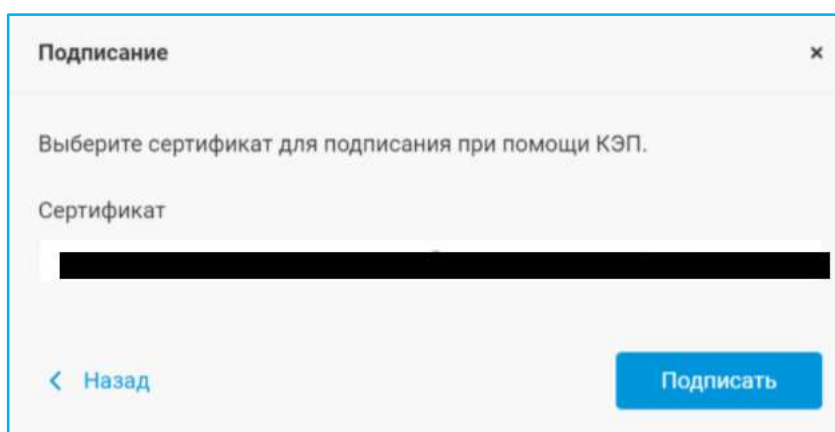 Подписание
Выберите сертификат для подписания при помощи КЭП.
Сертификат
Назад
Подписать